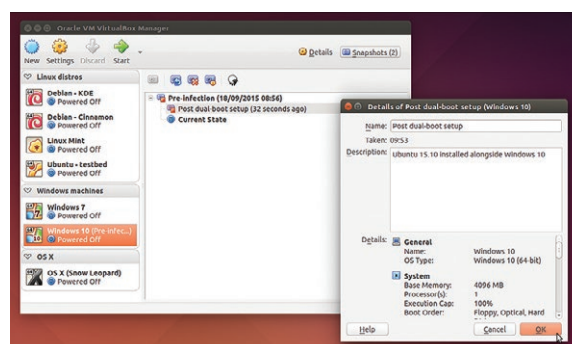 Oracle VM VirtualBox Manager
New Settings Discard Start
Details Snapshots (2)
Linux distros
Debian - KDE
Powered Off
Debian - Cinnamon
Powered Off
Linux Mint
Powered Off
Ubuntu - testbed
Powered Off
Windows machines
Windows 7
Powered Off
Windows 10 (Pre-infec...)
Powered Off
OS X
OS X (Snow Leopard)
Powered Off
Pre-infection (18/09/2015 08:56)
Post dual-boot setup (32 seconds ago)
Current State
Details of Post dual-boot setup (Windows 10)
Name: Post dual-boot setup
Taken: 09:53
Description: Ubuntu 15.10 installed alongside Windows 10
Details: General
Name: Windows 10
OS Type: Windows 10 (64-bit)
System
Base Memory: 4096 MB
Processor(s): 1
Execution Cap: 100%
Boot Order: Floppy, Optical, Hard
Help Cancel OK